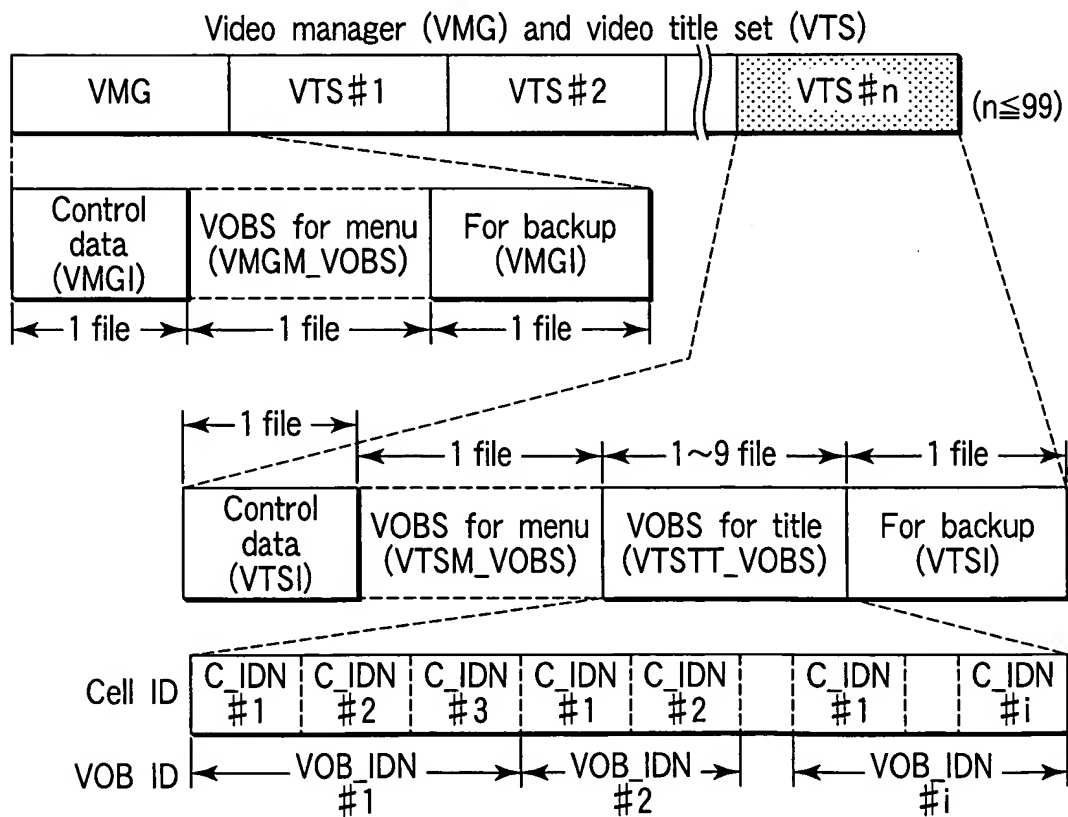 Video manager (VMG) and video title set (VTS)
VMG VTS#1 VTS#2 VTS#n (n≦99)
Control
data
(VMGI)
VOBS for menu
(VMGM_VOBS)
For backup
(VMGI)
1 file 1 file 1 file
1 file
1 file 1~9 file 1 file
Control
data
(VTSI)
VOBS for menu
(VTSM_VOBS)
VOBS for title
(VTSTT_VOBS)
For backup
(VTSI)
Cell ID
C_IDN
#1
C_IDN
#2
C_IDN
#3
C_IDN
#1
C_IDN
#2
C_IDN
#1
C_IDN
#i
VOB ID
VOB_IDN
#1
VOB_IDN
#2
VOB_IDN
#i